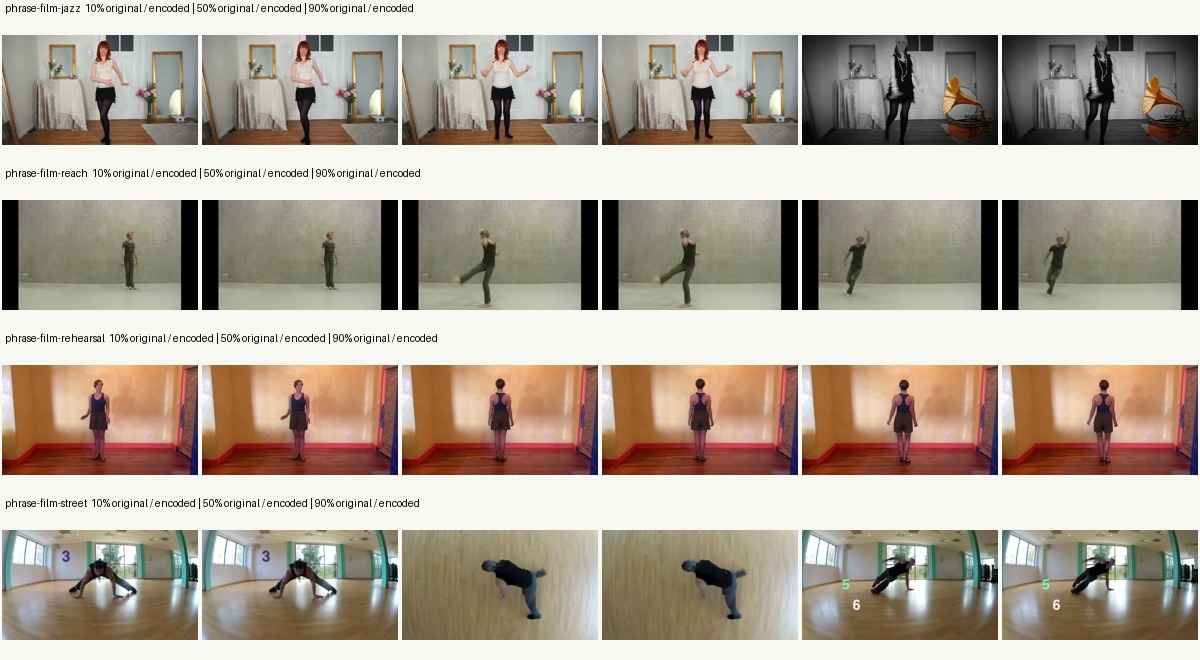 phrase-film-jazz 10% original / encoded | 50% original / encoded | 90% original / encoded
phrase-film-reach 10% original / encoded | 50% original / encoded | 90% original / encoded
phrase-film-rehearsal 10% original / encoded | 50% original / encoded | 90% original / encoded
phrase-film-street 10% original / encoded | 50% original / encoded | 90% original / encoded
3 3 5 5
6 6